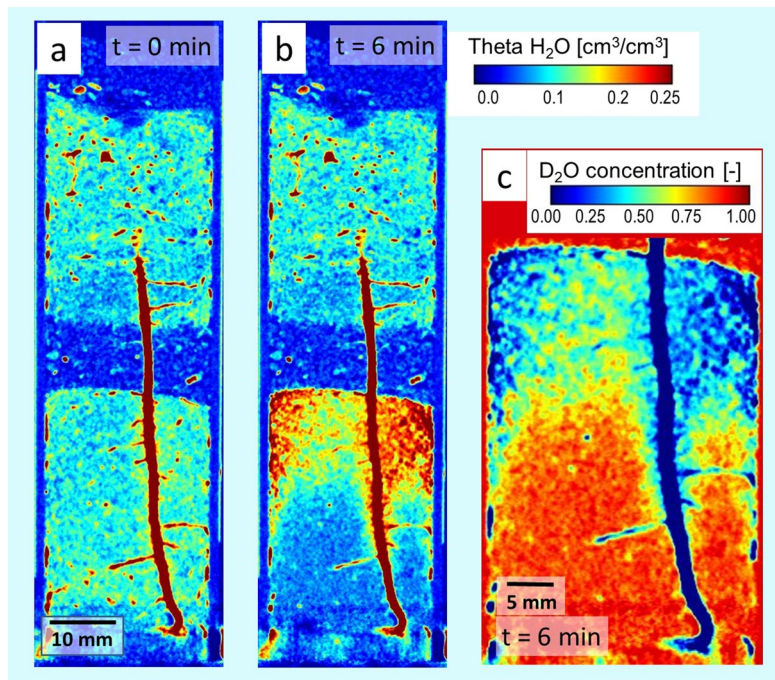 a
t = 0 min
b
t = 6 min
Theta H₂O [cm³/cm³]
0.0 0.1 0.2 0.25
c
D₂O concentration [-]
0.00 0.25 0.50 0.75 1.00
10 mm
5 mm
t = 6 min